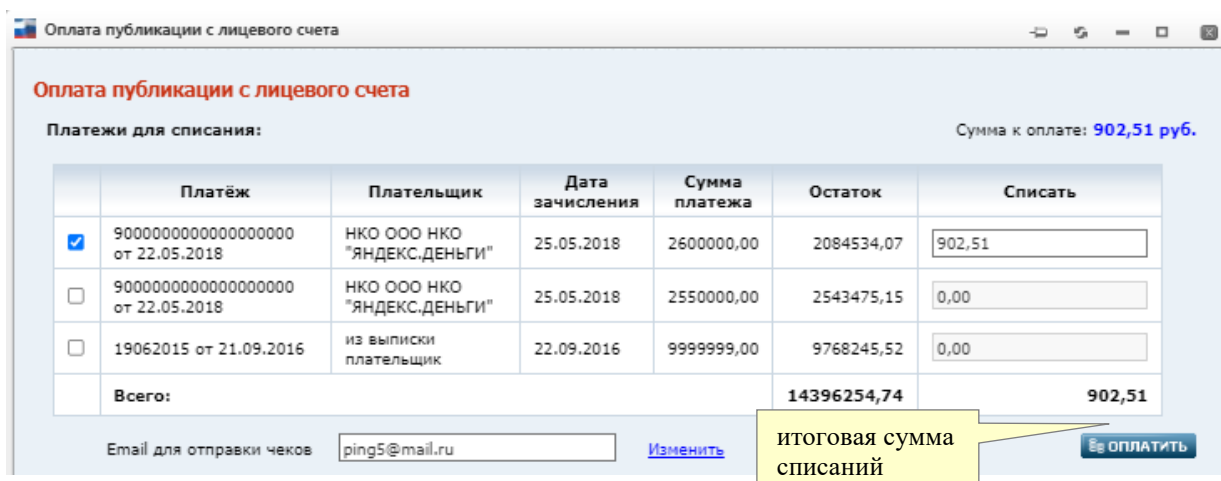 Оплата публикации с лицевого счета
Оплата публикации с лицевого счета
Платежи для списания:
Сумма к оплате: 902,51 руб.
Платёж
Плательщик
Дата
зачисления
Сумма
платежа
Остаток
Списать
9000000000000000000
от 22.05.2018
НКО ООО НКО
"ЯНДЕКС.ДЕНЬГИ"
25.05.2018
2600000,00
2084534,07
902,51
9000000000000000000
от 22.05.2018
НКО ООО НКО
"ЯНДЕКС.ДЕНЬГИ"
25.05.2018
2550000,00
2543475,15
0,00
19062015 от 21.09.2016
из выписки
плательщик
22.09.2016
9999999,00
9768245,52
0,00
Всего:
14396254,74
902,51
Email для отправки чеков
ping5@mail.ru
Изменить
итоговая сумма
списаний
ОПЛАТИТЬ